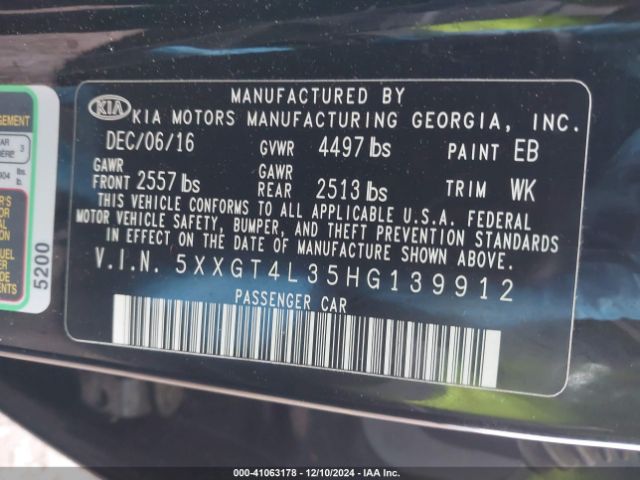 MANUFACTURED BY
KIA KIA MOTORS MANUFACTURING GEORGIA, INC.
DEC/06/16 GVWR 4497 lbs PAINT EB
GAWR FRONT 2557 lbs GAWR REAR 2513 lbs TRIM WK
THIS VEHICLE CONFORMS TO ALL APPLICABLE U.S.A. FEDERAL
MOTOR VEHICLE SAFETY, BUMPER, AND THEFT PREVENTION STANDARDS
IN EFFECT ON THE DATE OF MANUFACTURE SHOWN ABOVE.
V.I.N. 5XXGT4L35HG139912
PASSENGER CAR
5200
000-41063178 — 12/10/2024 — IAA Inc.